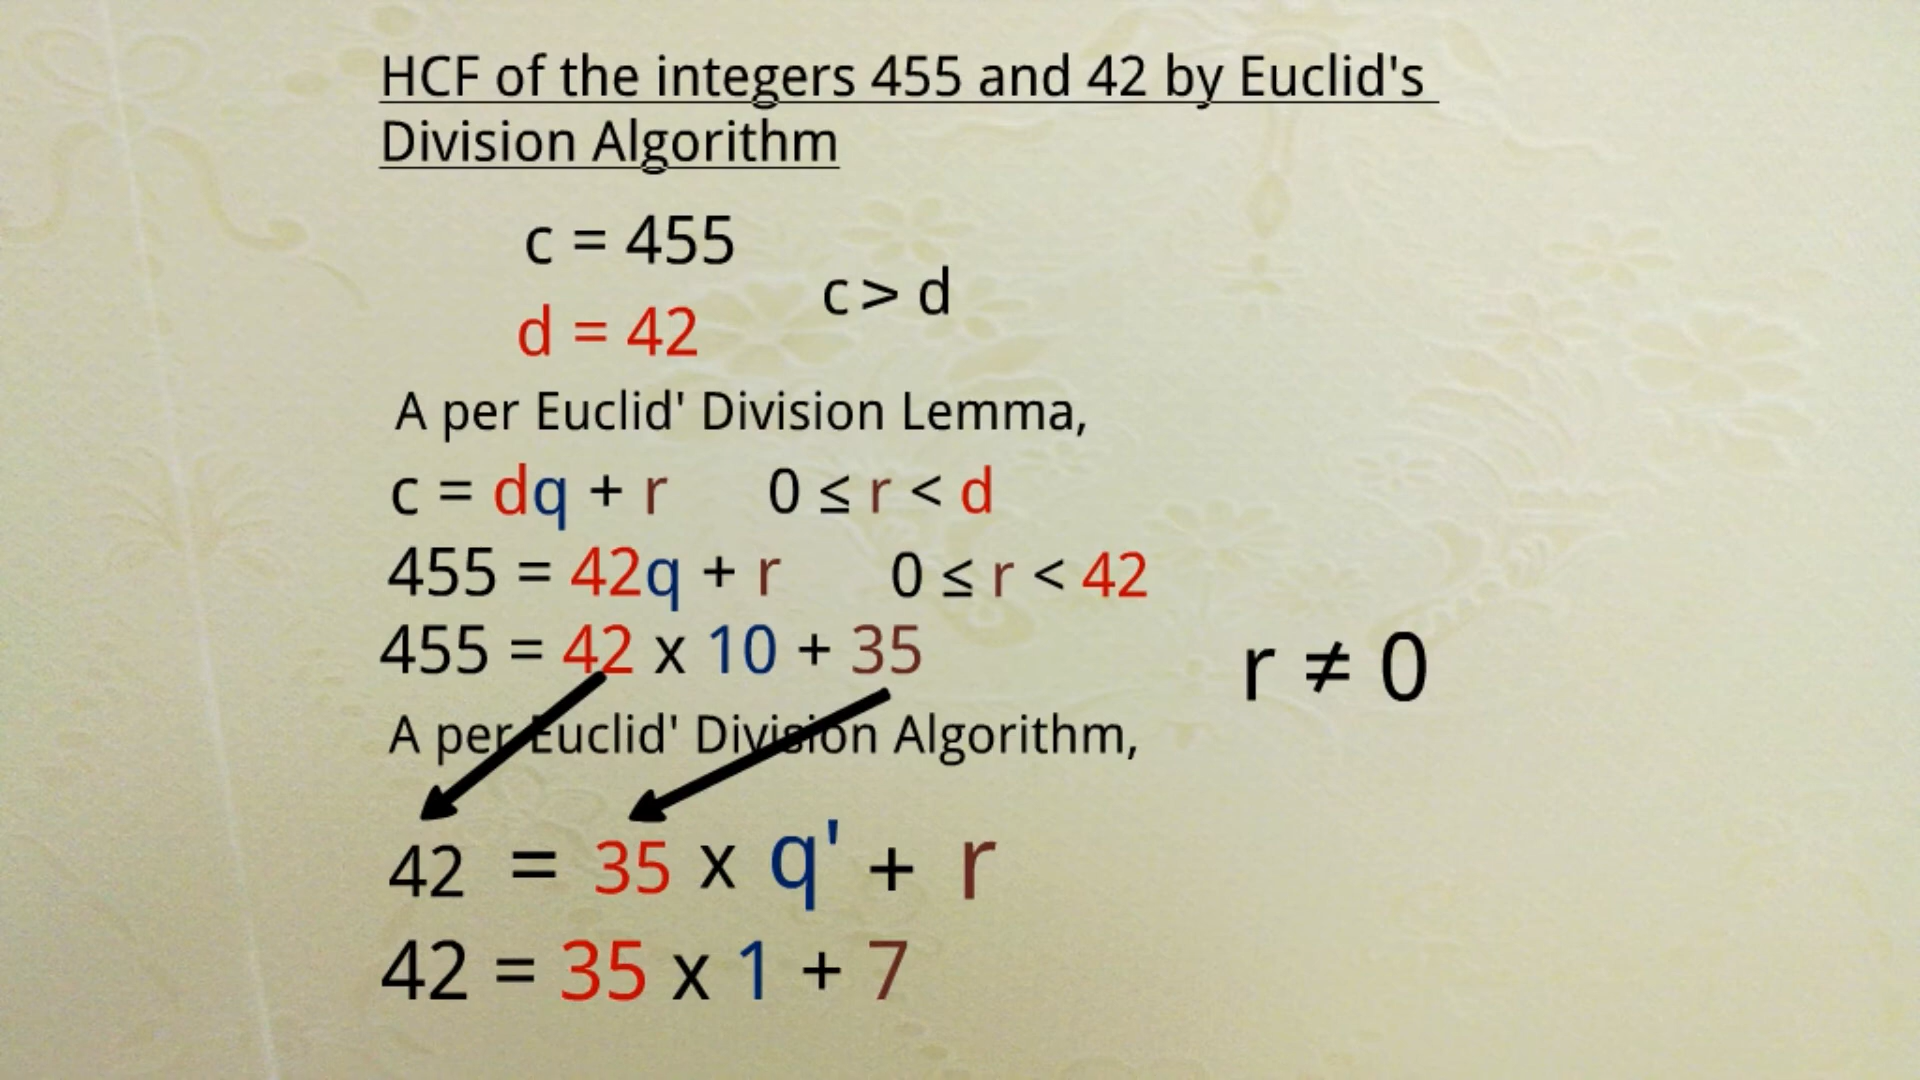 HCF of the integers 455 and 42 by Euclid's
Division Algorithm
c = 455
c > d
d = 42
A per Euclid' Division Lemma,
c = dq + r 0 ≤ r < d
455 = 42q + r 0 ≤ r < 42
455 = 42 x 10 + 35
r ≠ 0
A per Euclid' Division Algorithm,
42 = 35 x q' + r
42 = 35 x 1 + 7